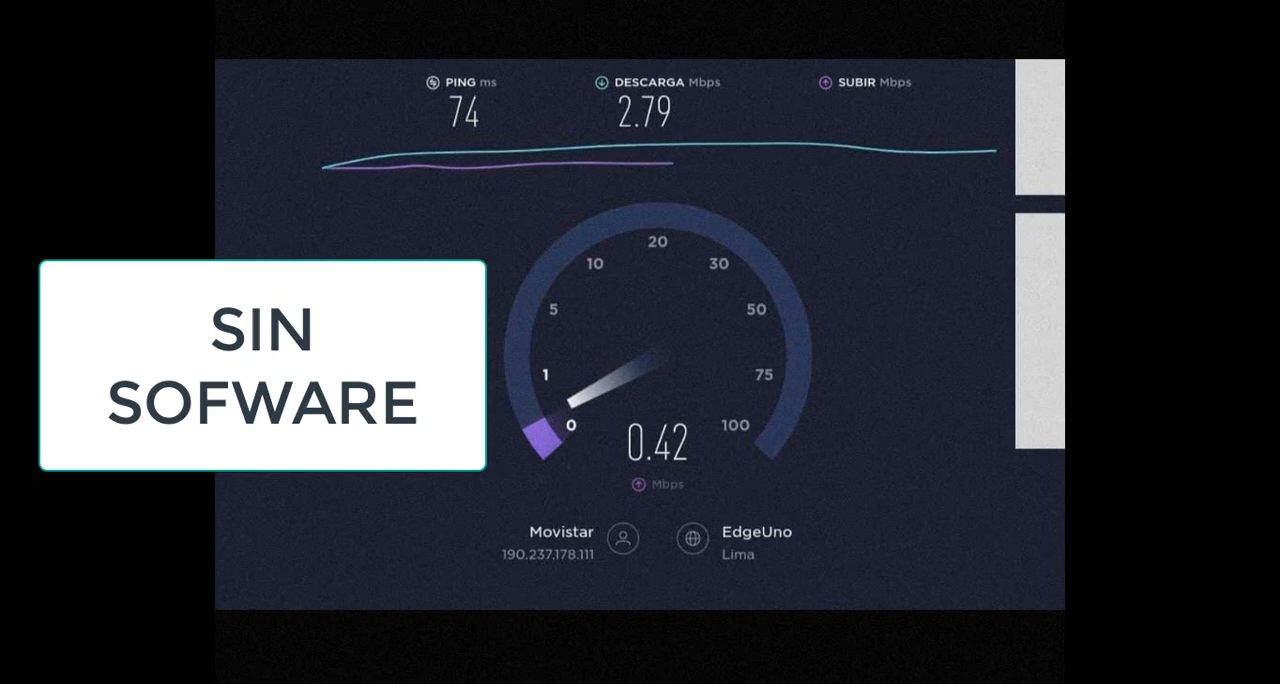 PING ms
DESCARGA Mbps
SUBIR Mbps
74
2.79
20
10
30
5
50
SIN
SOFWARE
1
75
0
100
0.42
Mbps
Movistar
EdgeUno
190.237.178.111
Lima